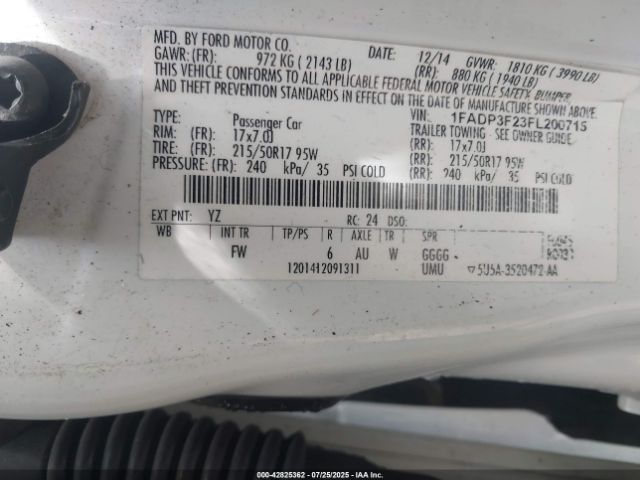 MFD. BY FORD MOTOR CO. DATE: 12/14 GVWR: 1810 KG ( 3990 LB)
GAWR: (FR): 972 KG ( 2143 LB) (RR): 880 KG ( 1940 LB)
THIS VEHICLE CONFORMS TO ALL APPLICABLE FEDERAL MOTOR VEHICLE SAFETY, BUMPER,
AND THEFT PREVENTION STANDARDS IN EFFECT ON THE DATE OF MANUFACTURE SHOWN ABOVE.
VIN: 1FADP3F23FL200715
TYPE: Passenger Car TRAILER TOWING - SEE OWNER GUIDE
RIM: (FR): 17x7.0J (RR): 17x7.0J
TIRE: (FR): 215/50R17 95W (RR): 215/50R17 95W
PRESSURE: (FR): 240 kPa/ 35 PSI COLD (RR): 240 kPa/ 35 PSI COLD
EXT PNT: YZ RC: 24 DSO:
WB INT TR TP/PS R AXLE TR SPR
FW 6 AU W GGGG
1201412091311 UMU 5U5A-3520472-AA
000-42825362 - 07/25/2025 - IAAI.com